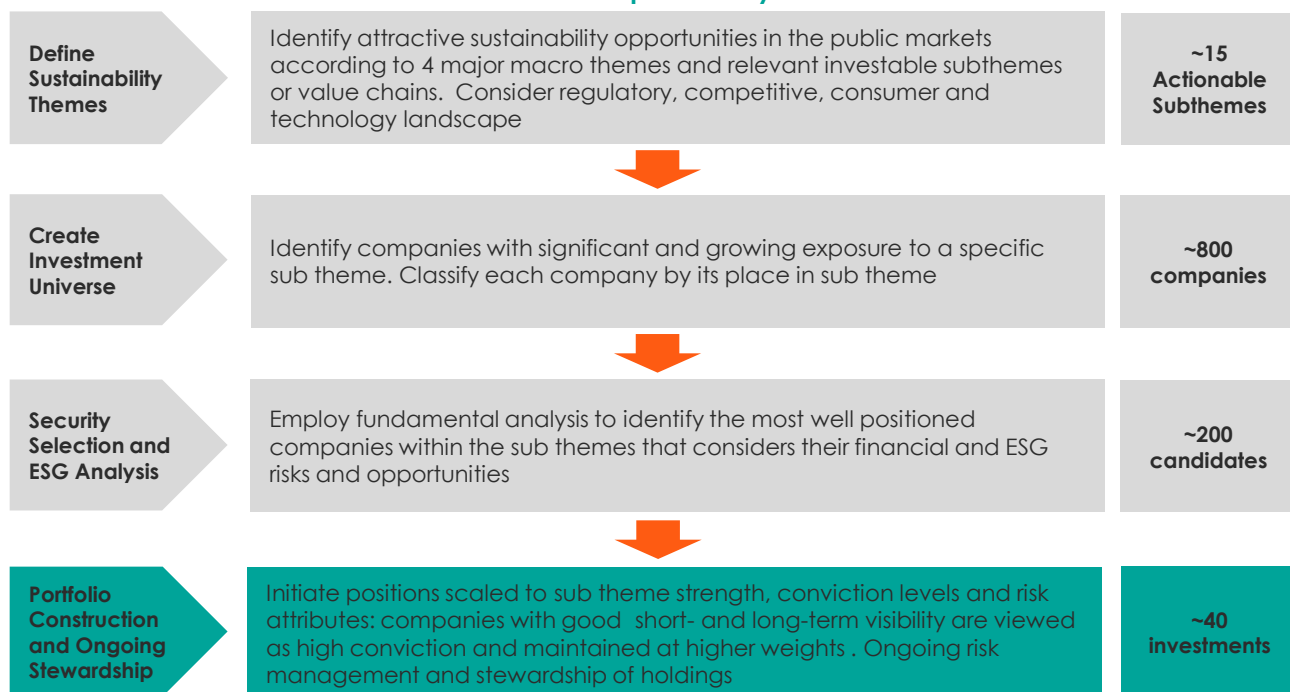 Define
Sustainability
Themes
Identify attractive sustainability opportunities in the public markets
according to 4 major macro themes and relevant investable subthemes
or value chains.  Consider regulatory, competitive, consumer and
technology landscape
~15
Actionable
Subthemes
Create
Investment
Universe
Identify companies with significant and growing exposure to a specific
sub theme. Classify each company by its place in sub theme
~800
companies
Security
Selection and
ESG Analysis
Employ fundamental analysis to identify the most well positioned
companies within the sub themes that considers their financial and ESG
risks and opportunities
~200
candidates
Portfolio
Construction
and Ongoing
Stewardship
Initiate positions scaled to sub theme strength, conviction levels and risk
attributes: companies with good  short- and long-term visibility are viewed
as high conviction and maintained at higher weights . Ongoing risk
management and stewardship of holdings
~40
investments